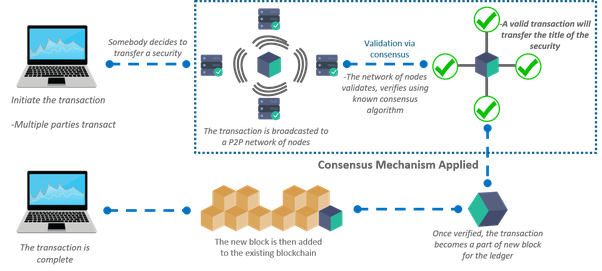 Somebody decides to
transfer a security
Initiate the transaction
-Multiple parties transact
The transaction is broadcasted to
a P2P network of nodes
Validation via
consensus
-The network of nodes
validates, verifies using
known consensus
algorithm
-A valid transaction will
transfer the title of the
security
Consensus Mechanism Applied
The transaction is
complete
The new block is then added
to the existing blockchain
Once verified, the transaction
becomes a part of new block
for the ledger